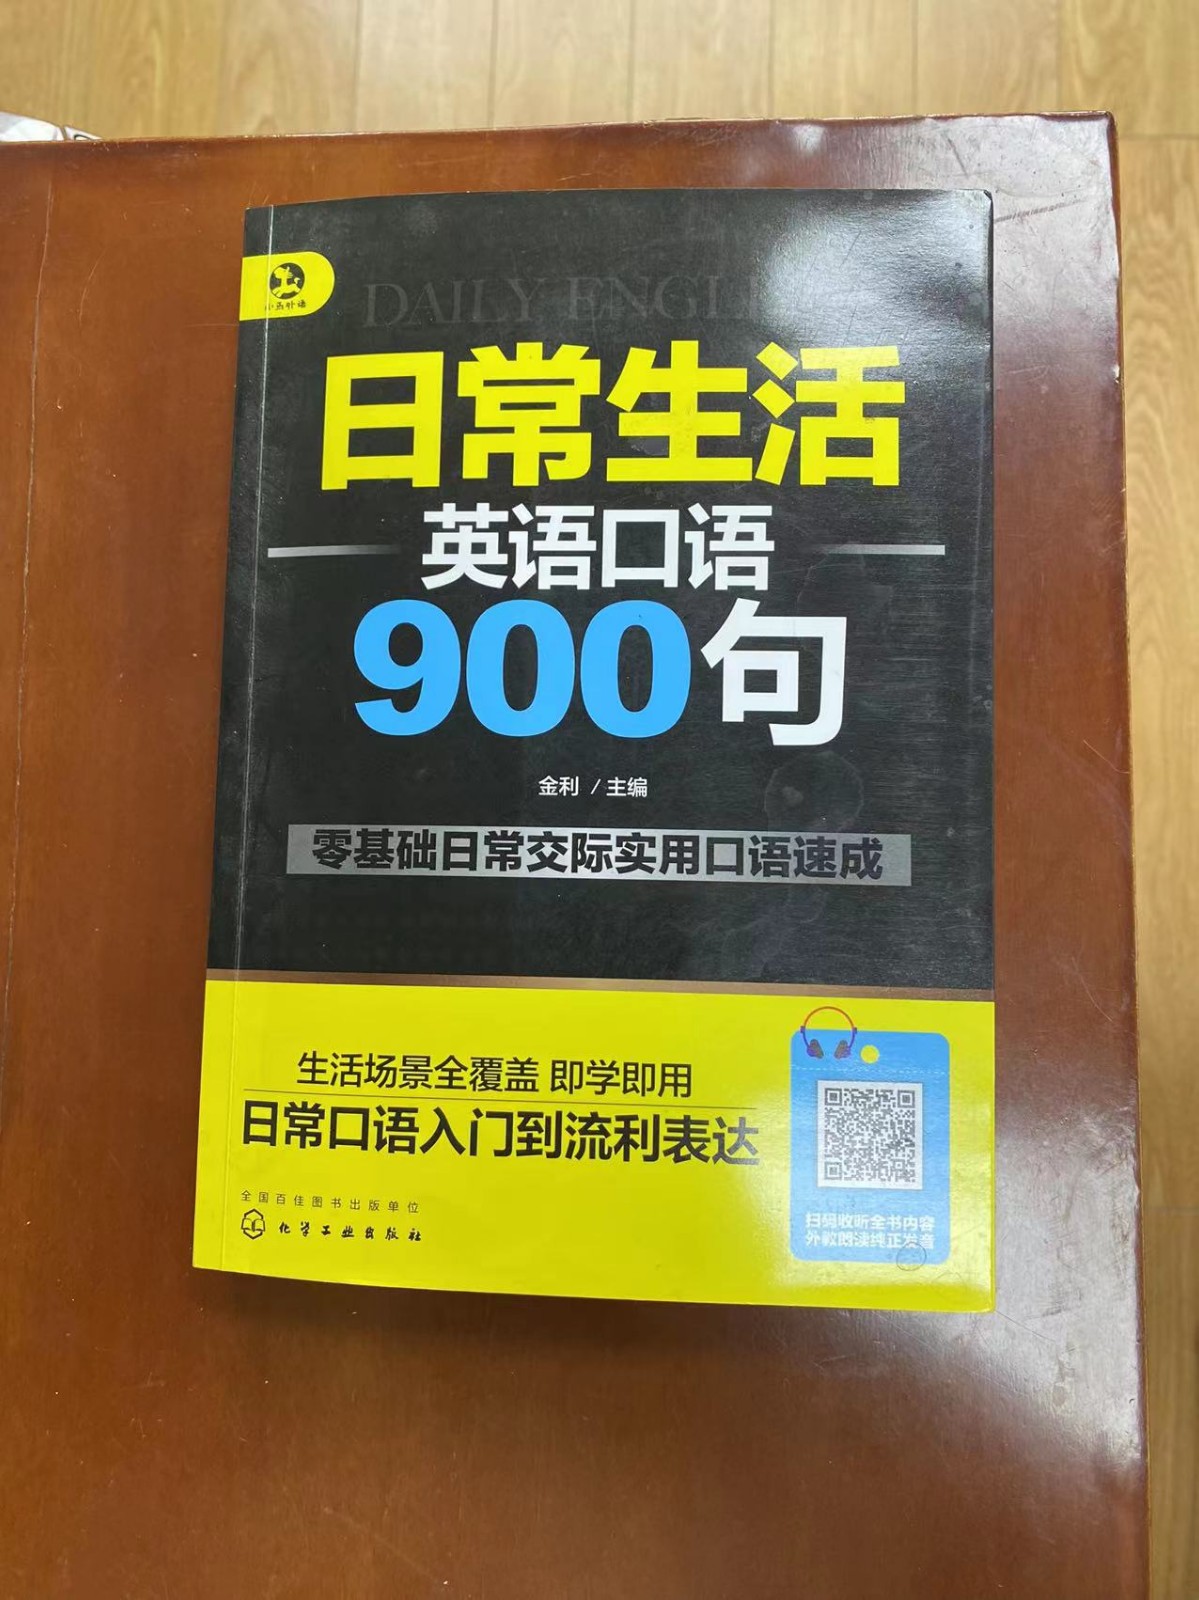 小西外语
DAILY ENGL
日常生活
英语口语
900句
金利 / 主编
零基础日常交际实用口语速成
生活场景全覆盖 即学即用
日常口语入门到流利表达
全国百佳图书出版单位
化学工业出版社
扫码收听全书内容
外教朗读纯正发音